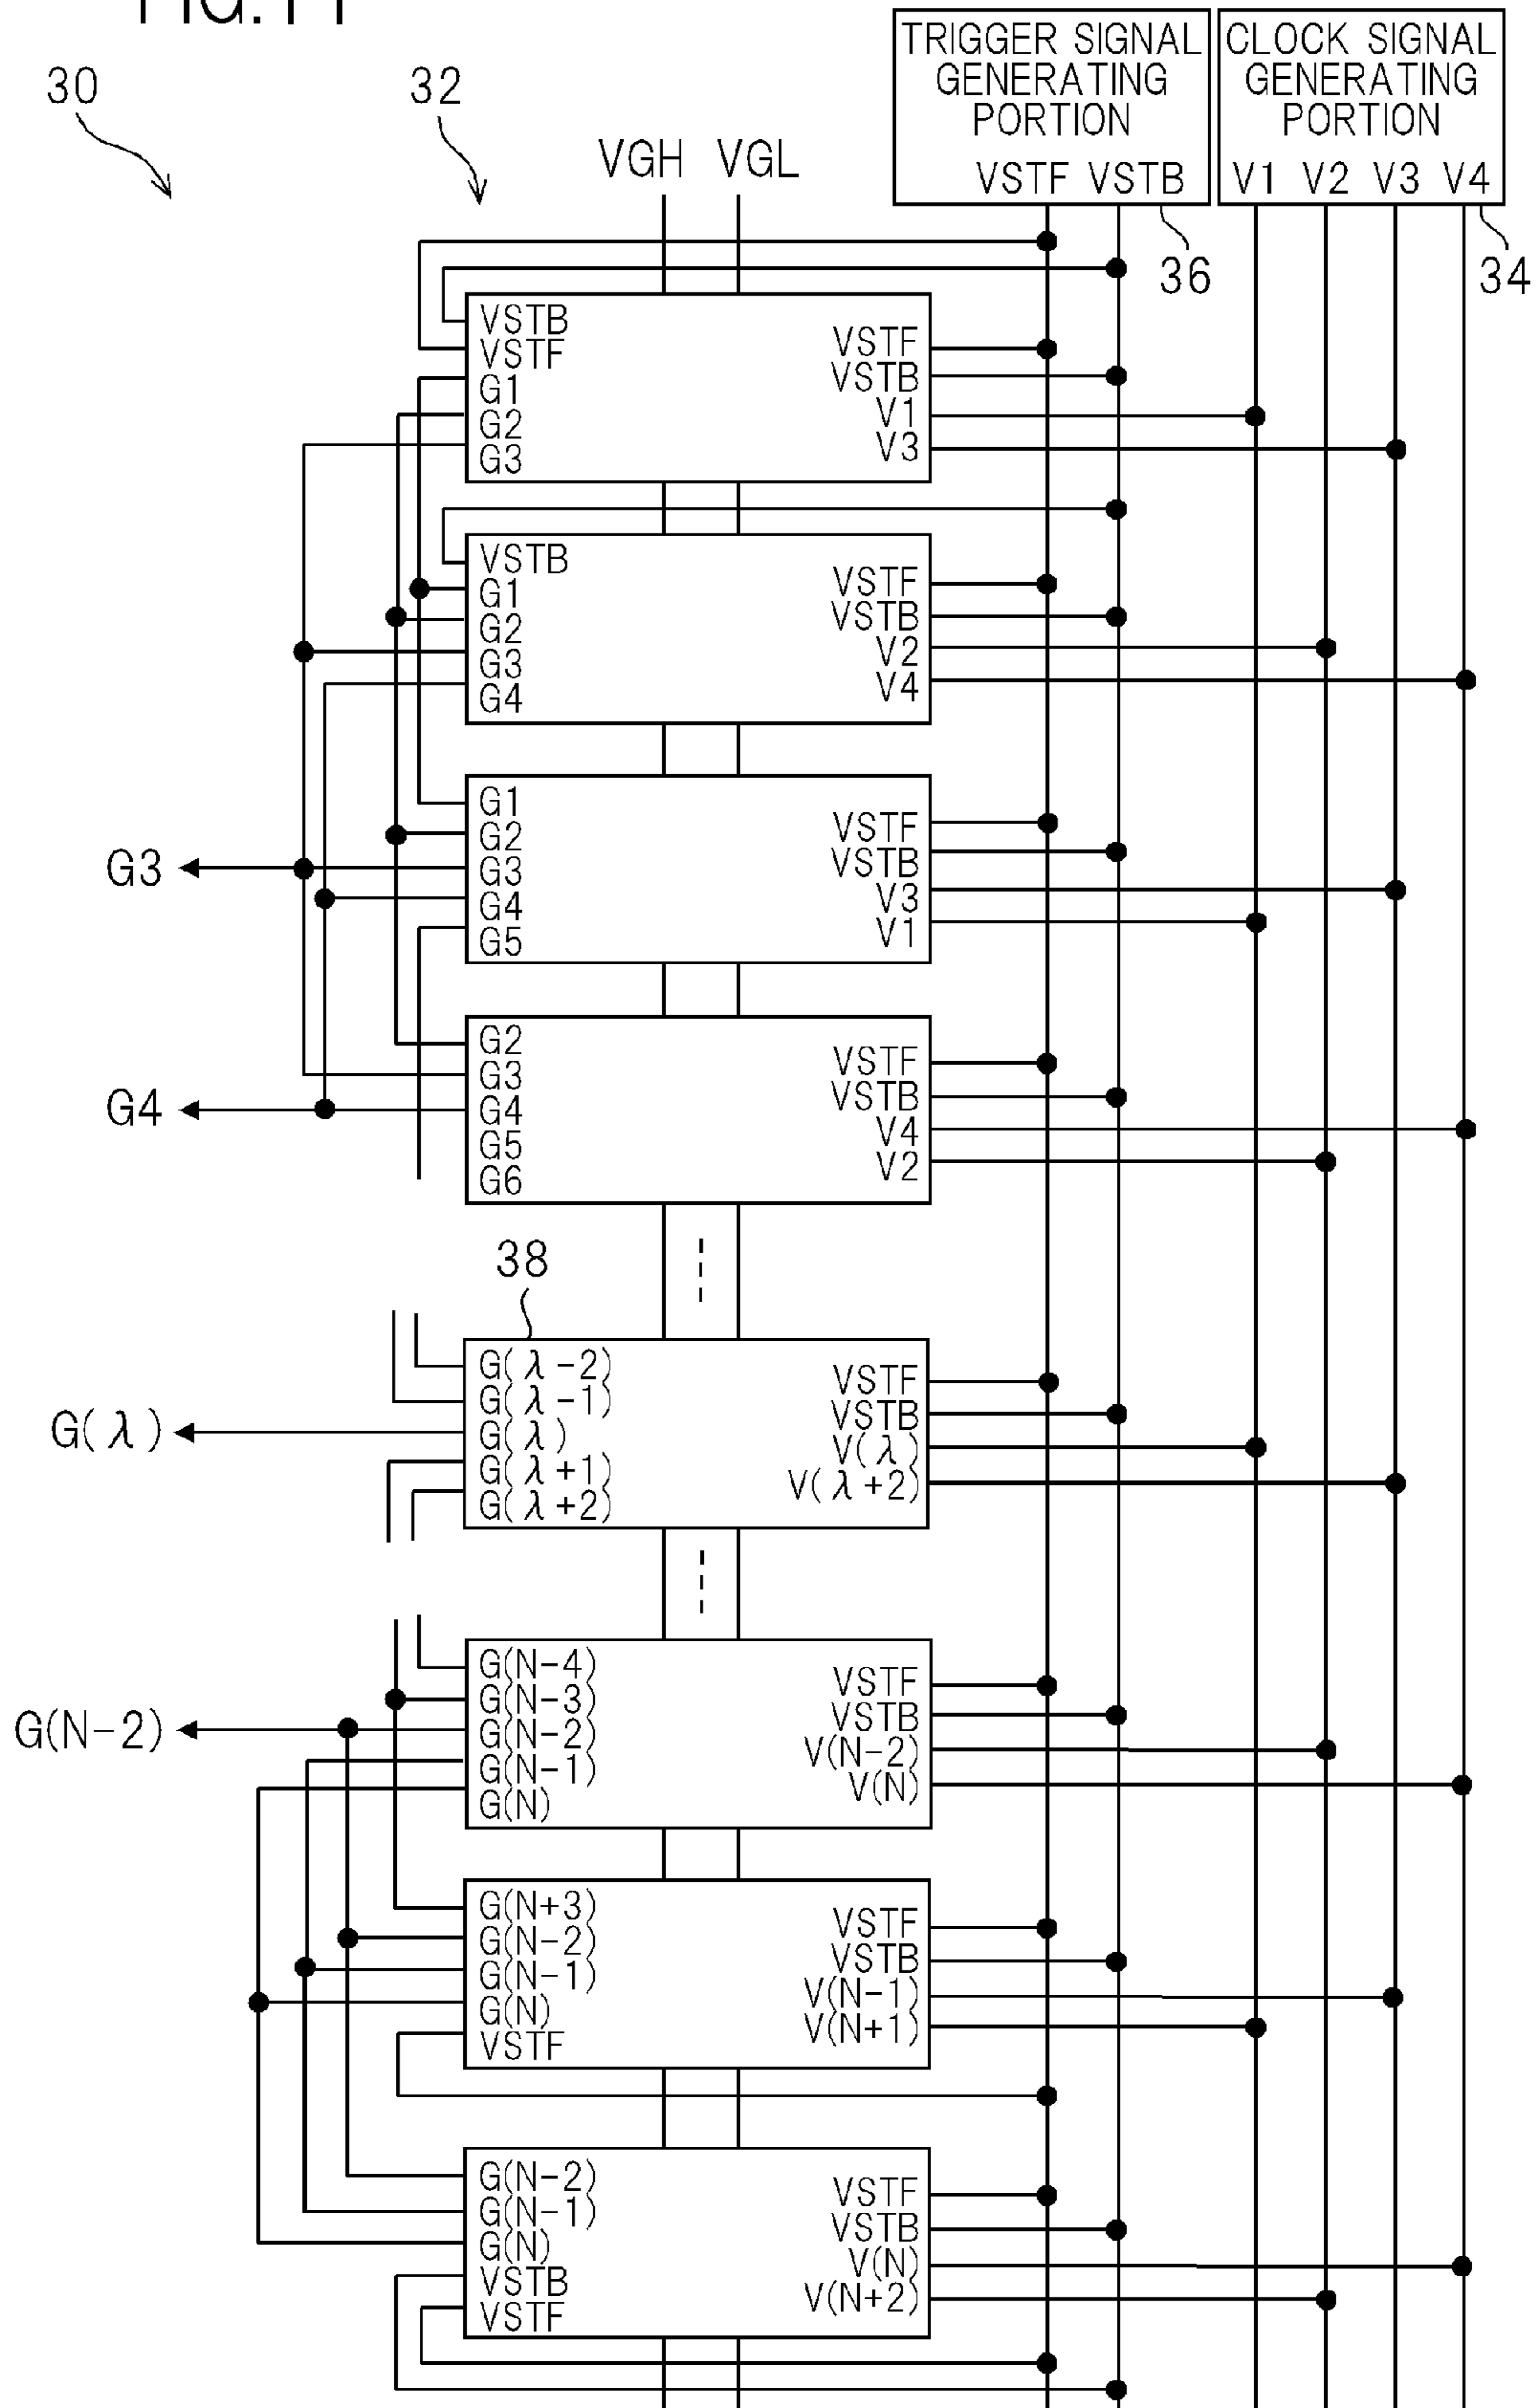 FIG.11
30
32
VGH VGL
TRIGGER SIGNAL
GENERATING
PORTION
VSTF VSTB
CLOCK SIGNAL
GENERATING
PORTION
V1 V2 V3 V4
36
34
VSTB
VSTF
G1
G2
G3
VSTF
VSTB
V1
V3
VSTB
G1
G2
G3
G4
VSTF
VSTB
V2
V4
G3
G1
G2
G3
G4
G5
VSTF
VSTB
V3
V1
G4
G2
G3
G4
G5
G6
VSTF
VSTB
V4
V2
38
G(λ)
G(λ-2)
G(λ-1)
G(λ)
G(λ+1)
G(λ+2)
VSTF
VSTB
V(λ)
V(λ+2)
G(N-2)
G(N-4)
G(N-3)
G(N-2)
G(N-1)
G(N)
VSTF
VSTB
V(N-2)
V(N)
G(N+3)
G(N-2)
G(N-1)
G(N)
VSTF
VSTF
VSTB
V(N-1)
V(N+1)
G(N-2)
G(N-1)
G(N)
VSTB
VSTF
VSTF
VSTB
V(N)
V(N+2)